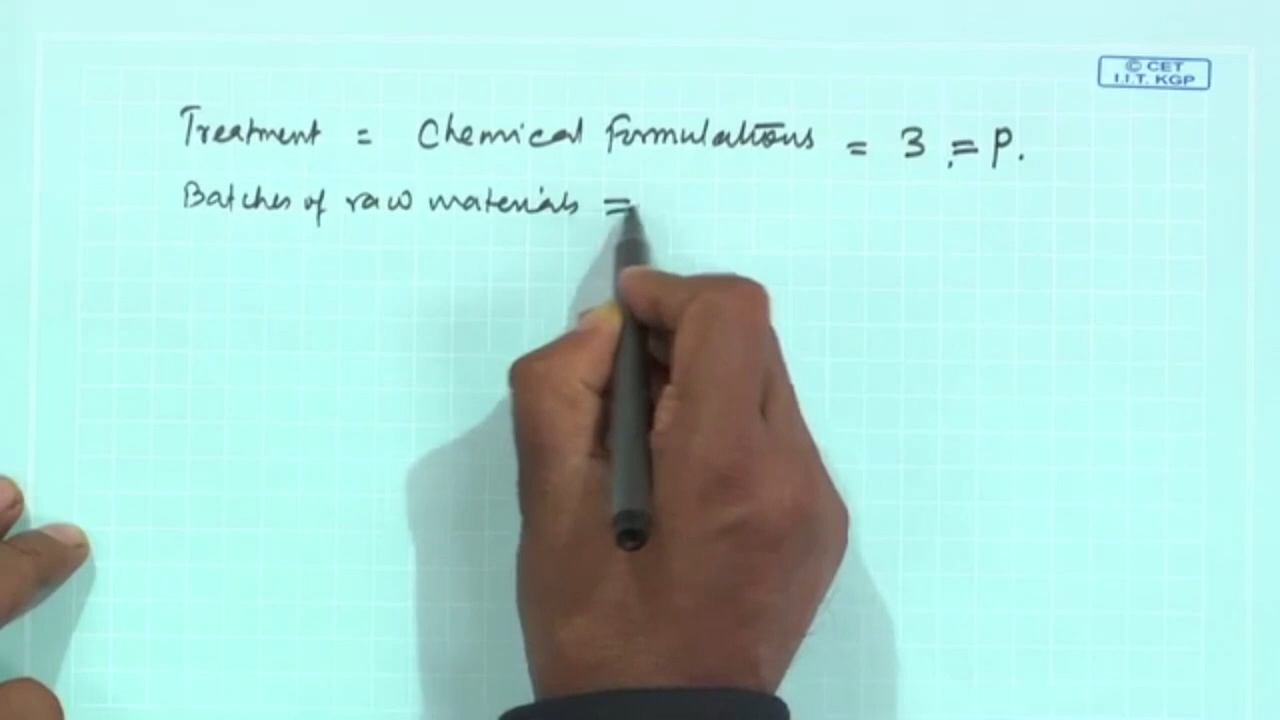 © CET
I.I.T. KGP
Treatment = Chemical formulations = 3 = P.
Batches of raw materials =